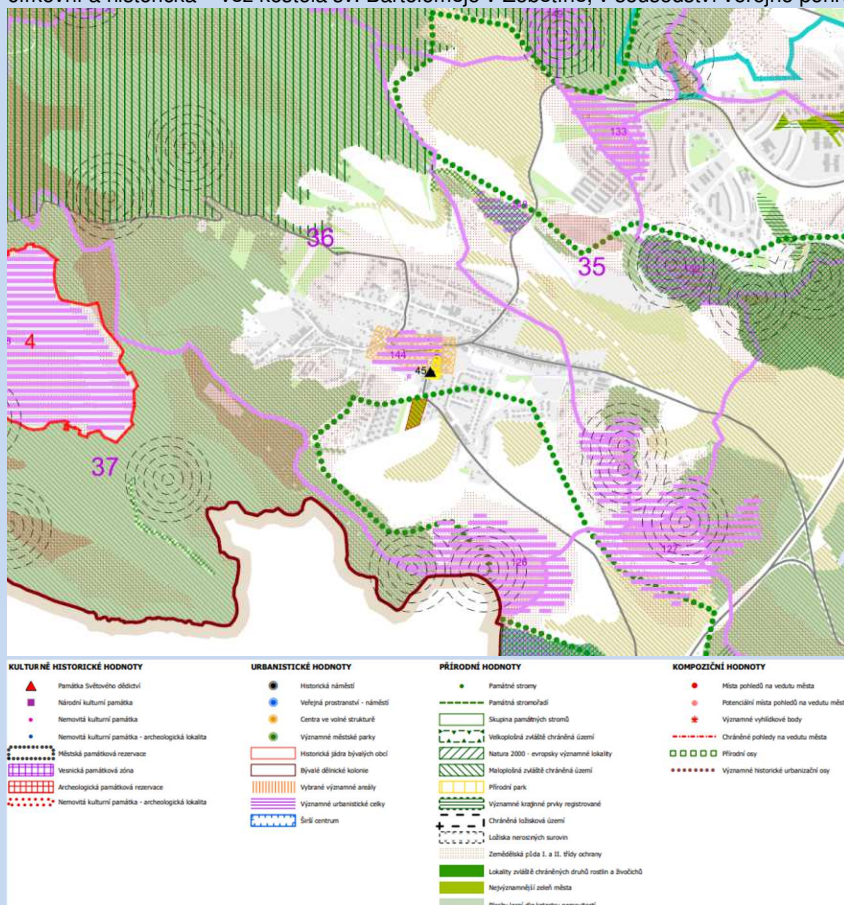 církevní a historická – věž kostela sv. Bartoloměje v Žebětíně, v sousedství veřejné
133
36
35
4
144
45
37
127
126
KULTURNĚ HISTORICKÉ HODNOTY
Památka Světového dědictví
Národní kulturní památka
Nemovitá kulturní památka
Nemovitá kulturní památka - archeologická lokalita
Městská památková rezervace
Vesnická památková zóna
Archeologická památková rezervace
Nemovitá kulturní památka - archeologická lokalita
URBANISTICKÉ HODNOTY
Historická náměstí
Veřejná prostranství - náměstí
Centra ve volné struktuře
Významné městské parky
Historická jádra bývalých obcí
Bývalé dělnické kolonie
Vybrané významné areály
Významné urbanistické celky
Širší centrum
PŘÍRODNÍ HODNOTY
Památné stromy
Památná stromořadí
Skupina památných stromů
Velkoplošná zvláště chráněná území
Natura 2000 - evropsky významné lokality
Maloplošná zvláště chráněná území
Přírodní park
Významné krajinné prvky registrované
Chráněná ložisková území
Ložiska nerostných surovin
Zemědělská půda I. a II. třídy ochrany
Lokality zvláště chráněných druhů rostlin a živočichů
Nejvýznamnější zeleň města
KOMPOZIČNÍ HODNOTY
Místa pohledů na vedutu města
Potenciální místa pohledů na vedutu
Významné vyhlídkové body
Chráněné pohledy na vedutu města
Přírodní osy
Významné historické urbanizační osy